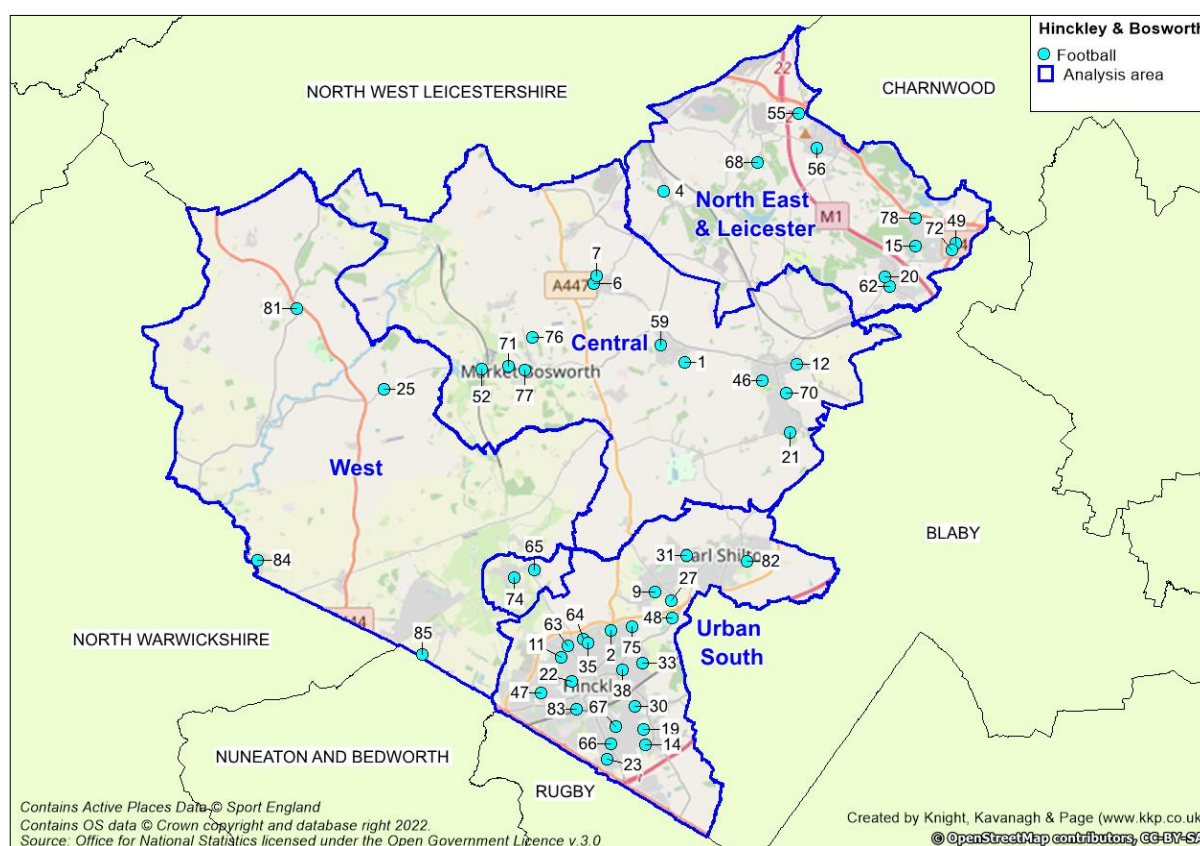 Hinckley & Bosworth
Football
Analysis area
NORTH WEST LEICESTERSHIRE
CHARNWOOD
22
55
56
68
4
North East
& Leicester
M1
78
72
49
15
20
62
7
A447
6
81
76
59
Central
71
1
12
Market Bosworth
46
52
77
70
25
21
West
BLABY
65
31
Earl Shilton
82
84
74
9
27
48
44
NORTH WARWICKSHIRE
85
64
63
Urban
South
11
35
2
75
33
22
Hinckl
38
47
67
30
83
19
66
14
NUNEATON AND BEDWORTH
23
RUGBY
Contains Active Places Data © Sport England
Contains OS data © Crown copyright and database right 2022.
Source: Office for National Statistics licensed under the Open Government Licence v.3.0
Created by Knight, Kavanagh & Page (www.kkp.co.uk
© OpenStreetMap contributors, CC-BY-SA